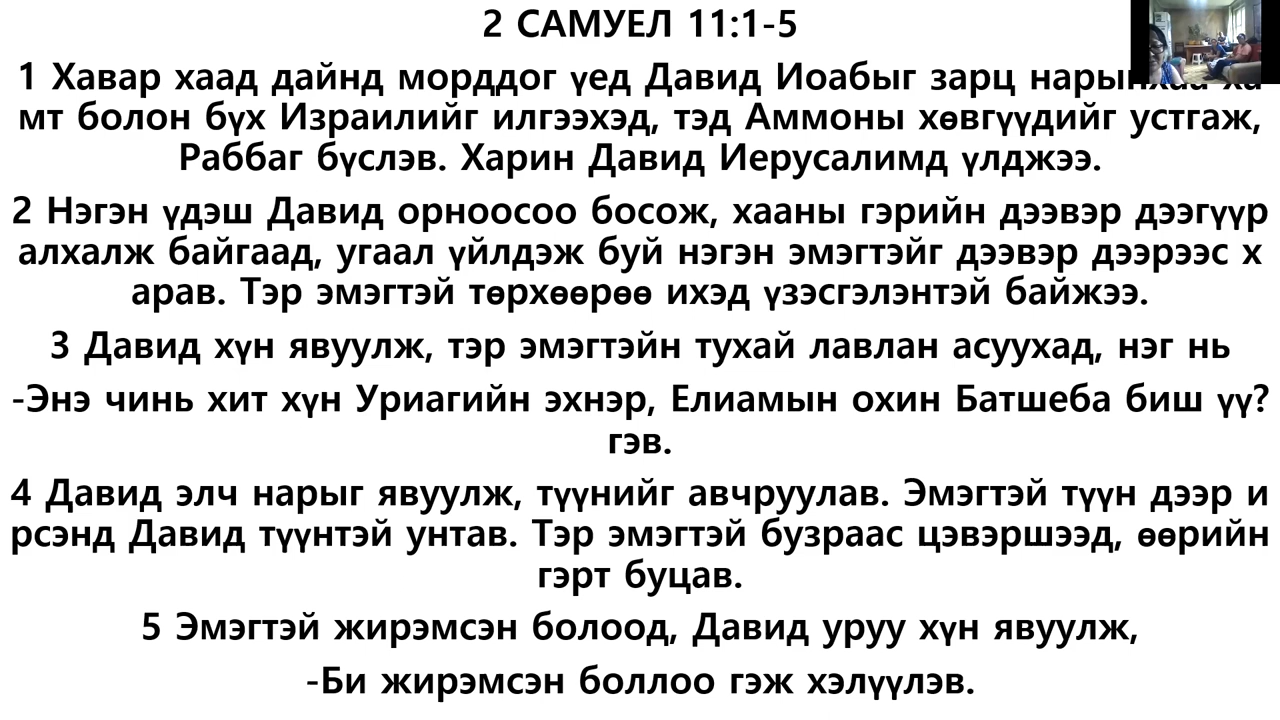 2 САМУЕЛ 11:1-5
1 Хавар хаад дайнд морддог үед Давид Иоабыг зарц нарынхаа ха
мт болон бүх Израилийг илгээхэд, тэд Аммоны хөвгүүдийг устгаж,
Раббаг бүслэв. Харин Давид Иерусалимд үлджээ.
2 Нэгэн үдэш Давид орноосоо босож, хааны гэрийн дээвэр дээгүүр
алхалж байгаад, угаал үйлдэж буй нэгэн эмэгтэйг дээвэр дээрээс х
арав. Тэр эмэгтэй төрхөөрөө ихэд үзэсгэлэнтэй байжээ.
3 Давид хүн явуулж, тэр эмэгтэйн тухай лавлан асуухад, нэг нь
-Энэ чинь хит хүн Уриагийн эхнэр, Елиамын охин Батшеба биш үү?
гэв.
4 Давид элч нарыг явуулж, түүнийг авчруулав. Эмэгтэй түүн дээр и
рсэнд Давид түүнтэй унтав. Тэр эмэгтэй бузраас цэвэршээд, өөрийн
гэрт буцав.
5 Эмэгтэй жирэмсэн болоод, Давид уруу хүн явуулж,
-Би жирэмсэн боллоо гэж хэлүүлэв.